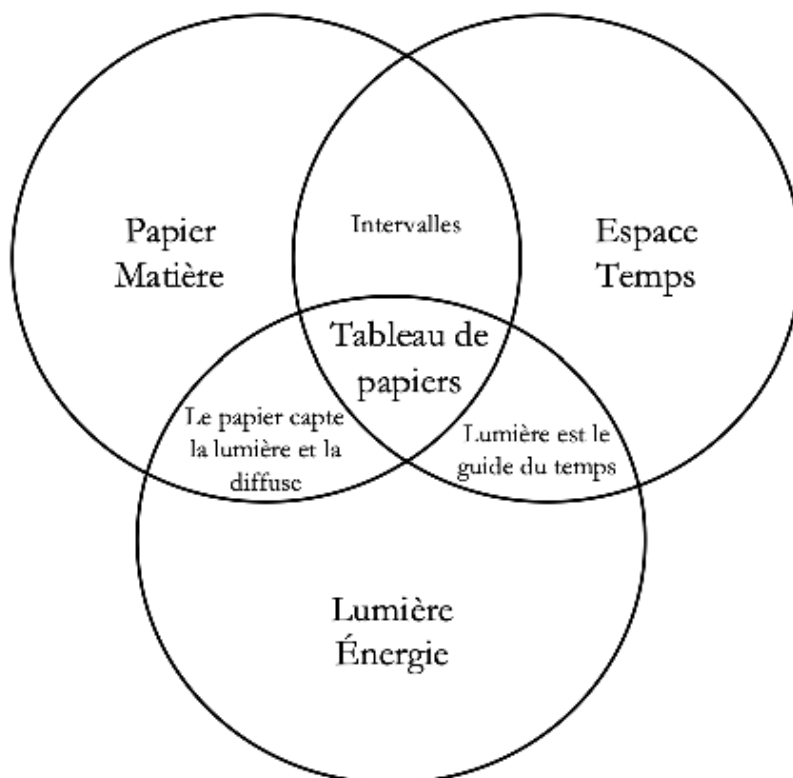 Papier
Matière
Intervalles
Espace
Temps
Tableau de
papiers
Le papier capte
la lumière et la
diffuse
Lumière est le
guide du temps
Lumière
Énergie